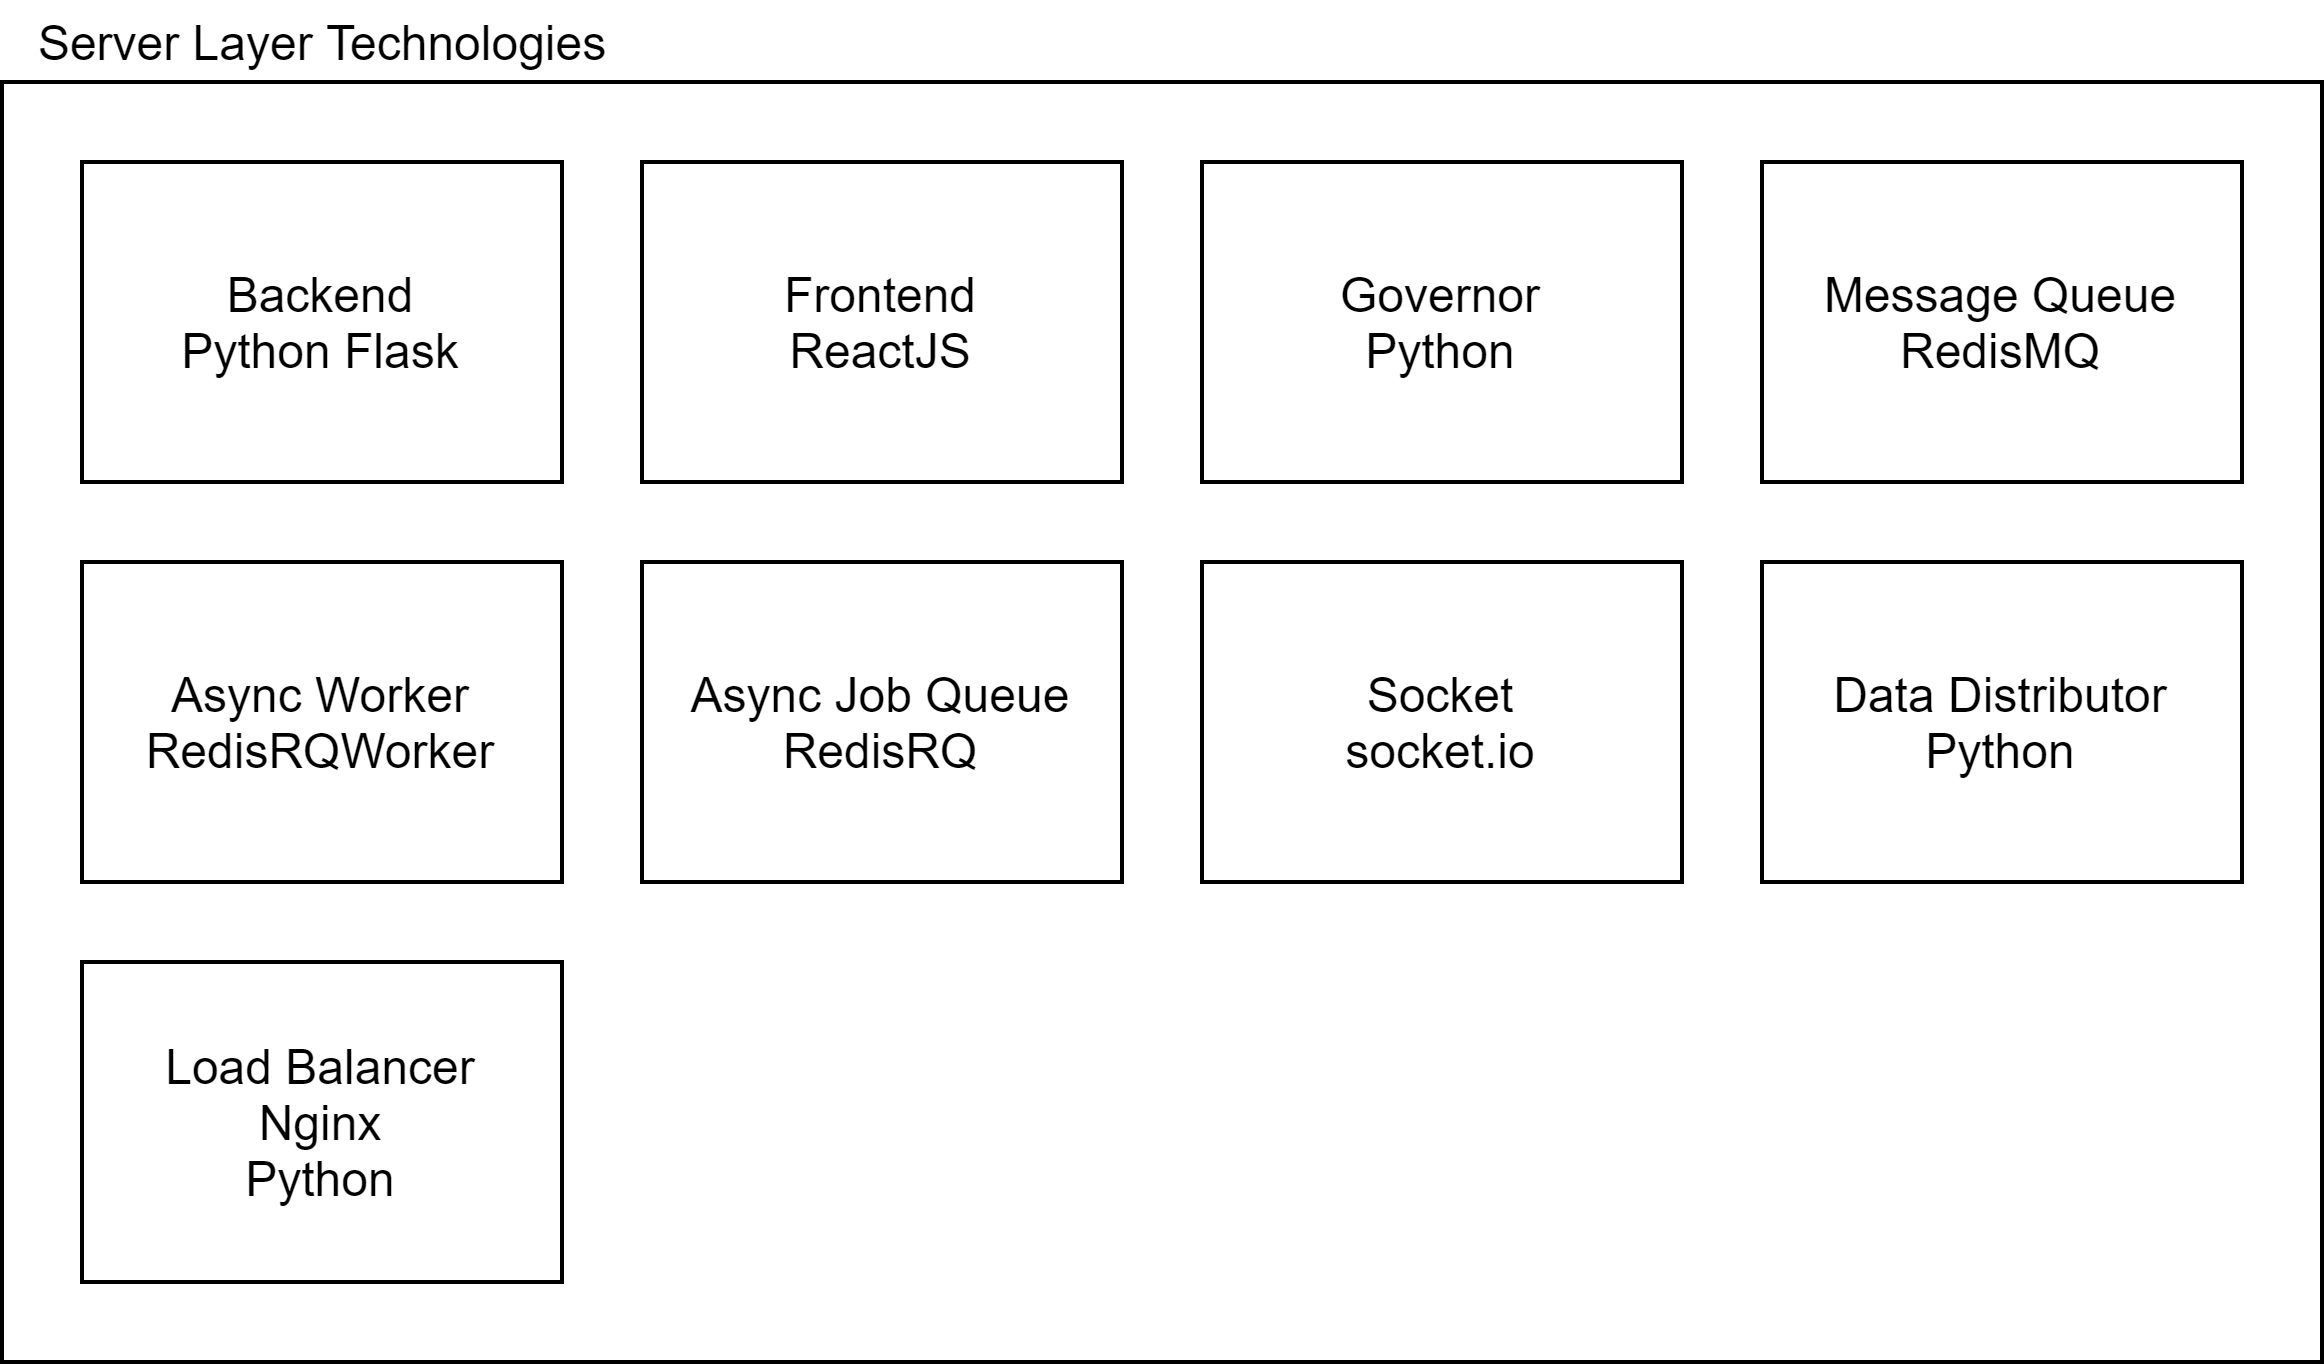 Server Layer Technologies
Backend
Python Flask
Frontend
ReactJS
Governor
Python
Message Queue
RedisMQ
Async Worker
RedisRQWorker
Async Job Queue
RedisRQ
Socket
socket.io
Data Distributor
Python
Load Balancer
Nginx
Python